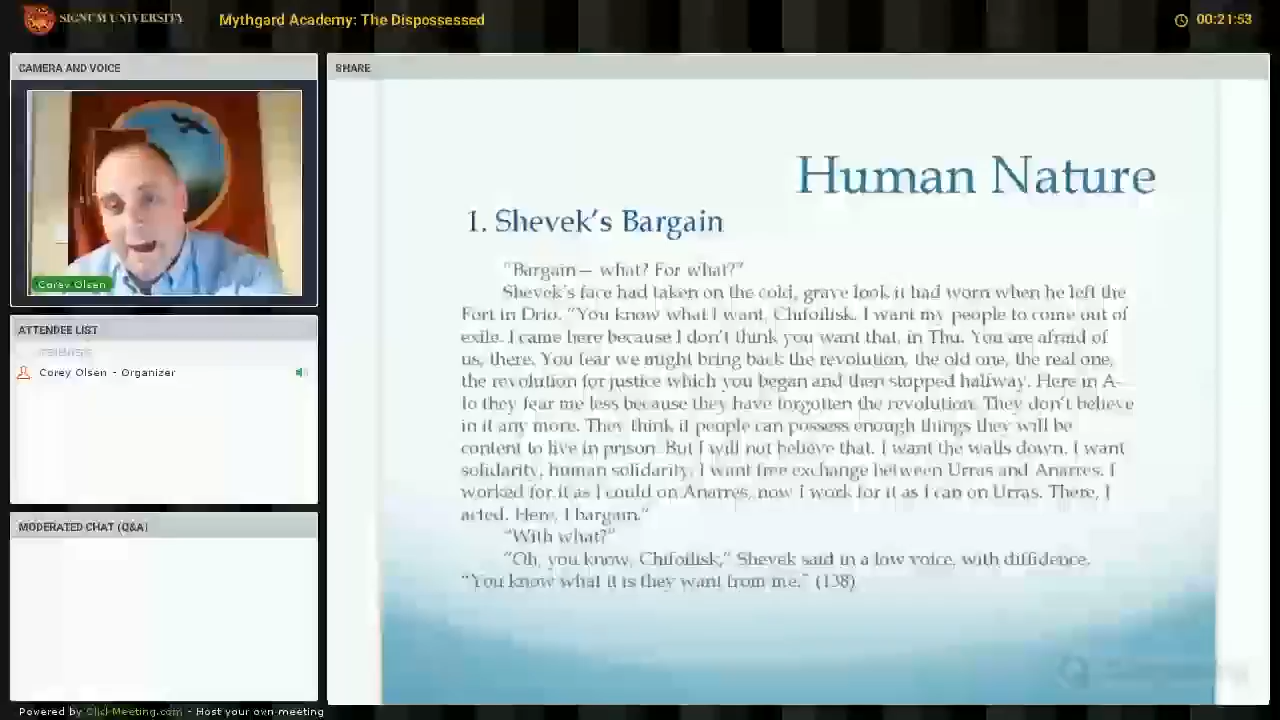 SIGNUM UNIVERSITY
Mythgard Academy: The Dispossessed
00:21:53
CAMERA AND VOICE
Corey Olsen
ATTENDEE LIST
Corey Olsen - Organizer
MODERATED CHAT (Q&A)
Powered by ClickMeeting.com - Host your own meeting
SHARE
Human Nature
1. Shevek's Bargain
"Bargain— what? For what?"
Shevek's face had taken on the cold, grave look it had worn when he left the
Fort in Drio. "You know what I want, Chifoilisk. I want my people to come out of
exile. I came here because I don't think you want that, in Thu. You are afraid of
us, there. You fear we might bring back the revolution, the old one, the real one,
the revolution for justice which you began and then stopped halfway. Here in A-
Io they fear me less because they have forgotten the revolution. They don't believe
in it any more. They think if people can possess enough things they will be
content to live in prison. But I will not believe that. I want the walls down. I want
solidarity, human solidarity. I want free exchange between Urras and Anarres. I
worked for it as I could on Anarres, now I work for it as I can on Urras. There, I
acted. Here, I bargain."
"With what?"
"Oh, you know, Chifoilisk," Shevek said in a low voice, with diffidence.
"You know what it is they want from me." (138)